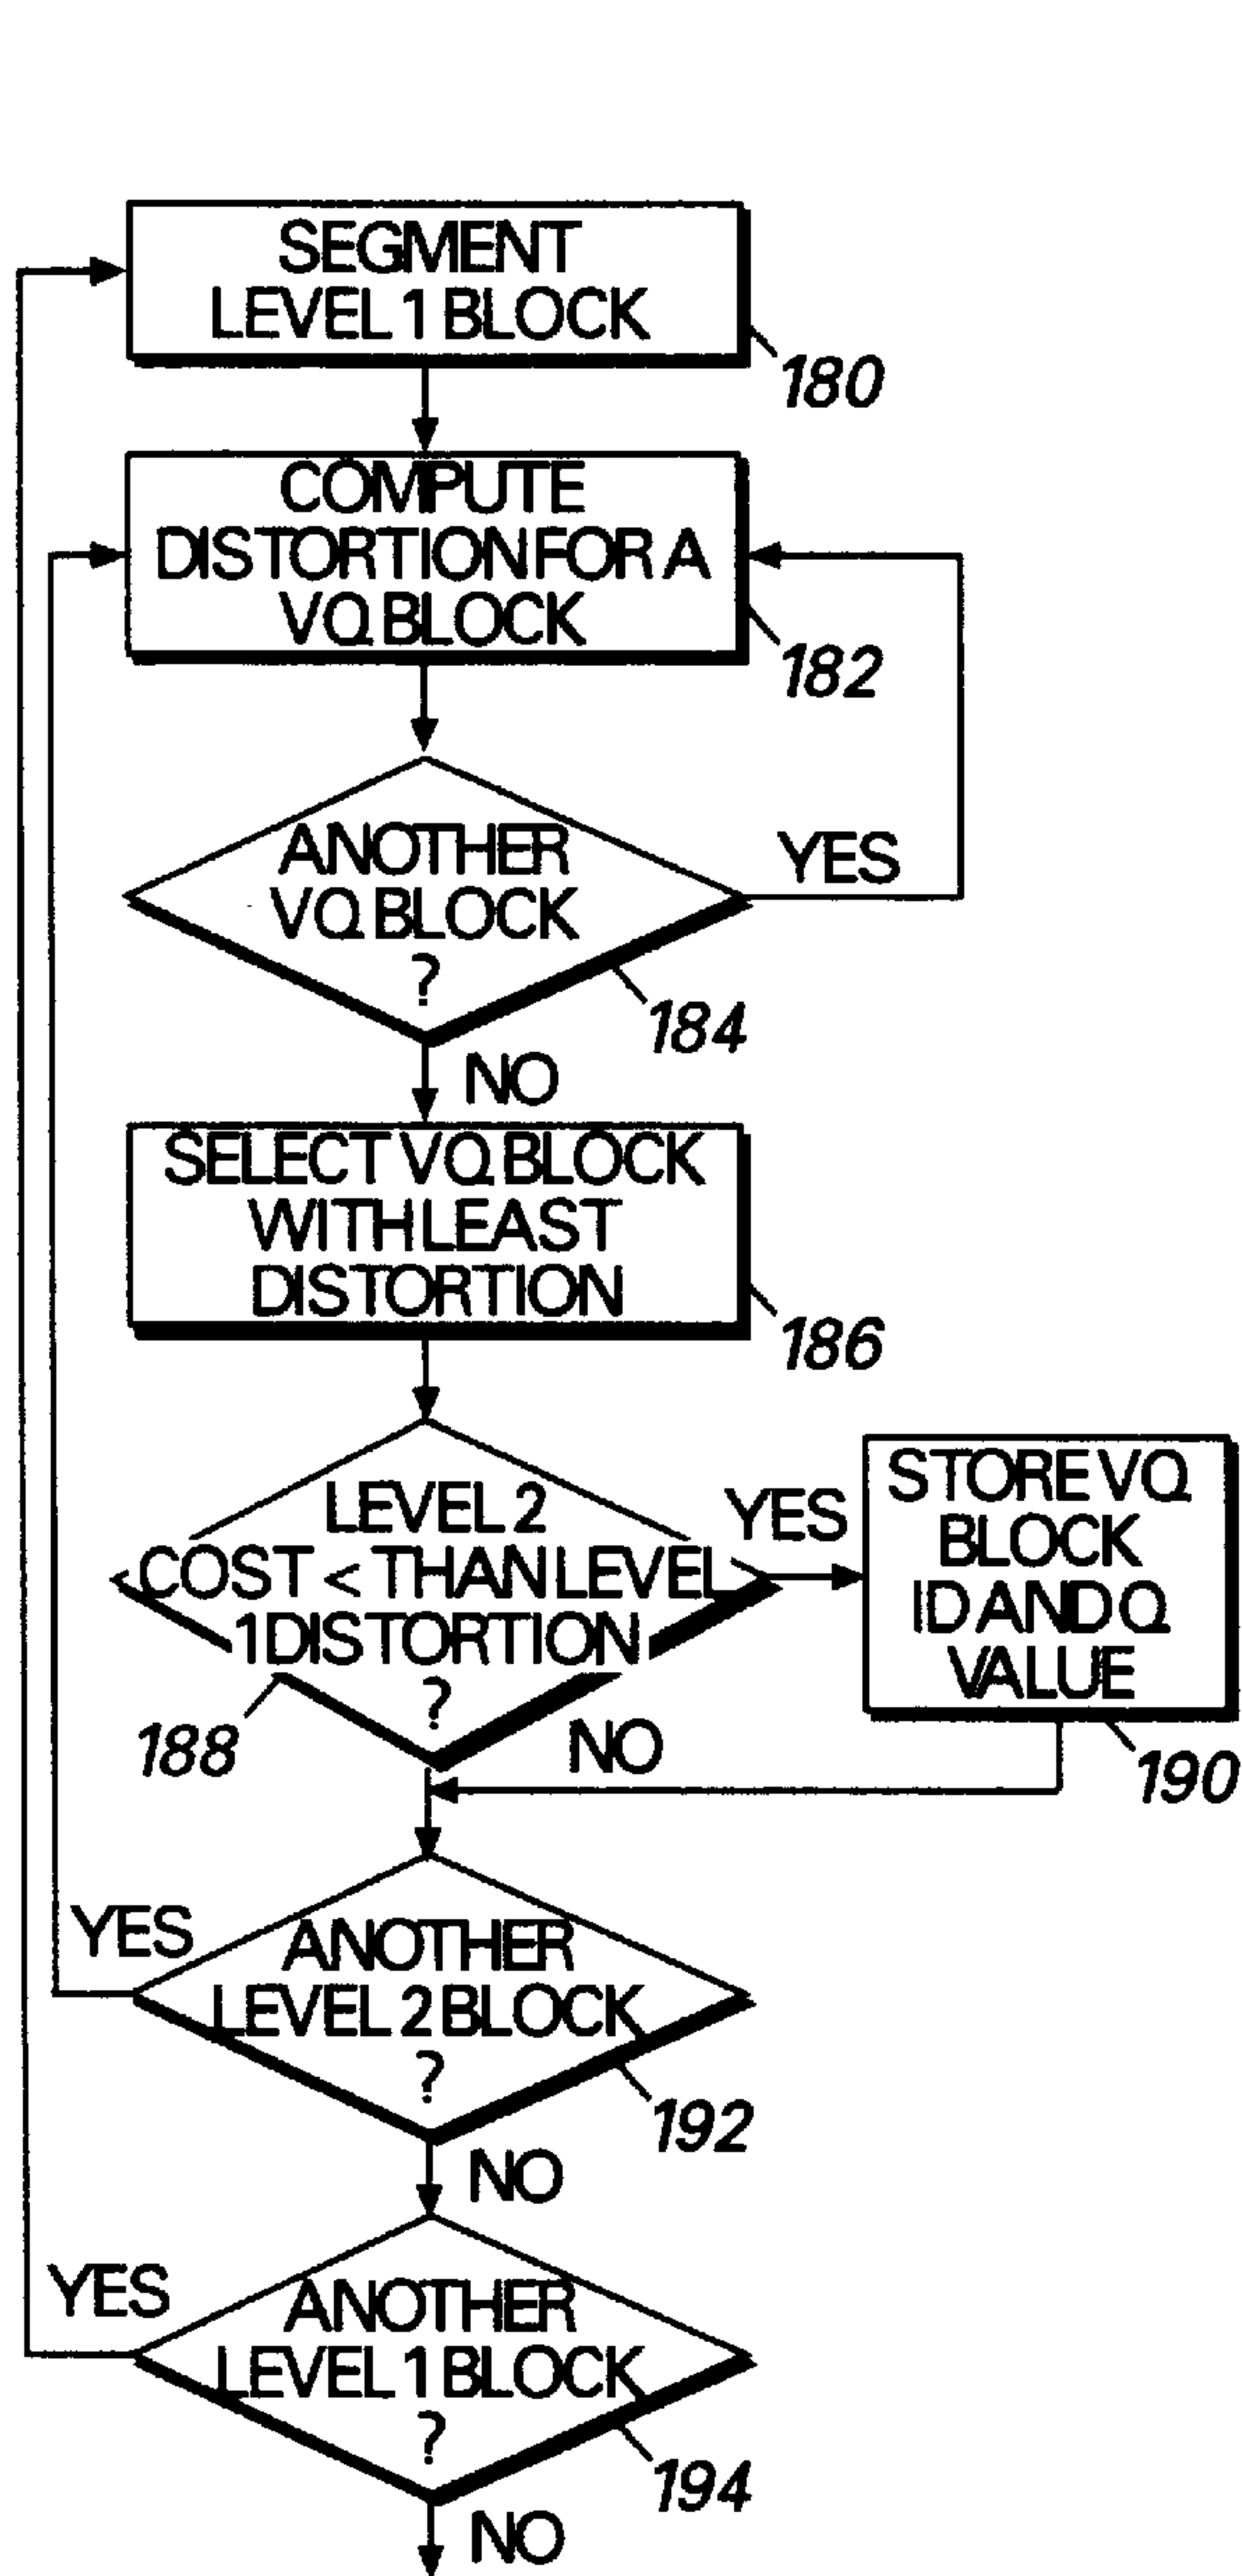 SEGMENT
LEVEL 1 BLOCK
180
COMPUTE
DISTORTION FOR A
VQ BLOCK
182
ANOTHER
VQ BLOCK
?
YES
184
NO
SELECT VQ BLOCK
WITH LEAST
DISTORTION
186
LEVEL 2
COST < THAN LEVEL
1 DISTORTION
?
YES
188
NO
STORE VQ
BLOCK
ID AND Q
VALUE
190
YES
ANOTHER
LEVEL 2 BLOCK
?
192
NO
YES
ANOTHER
LEVEL 1 BLOCK
?
194
NO